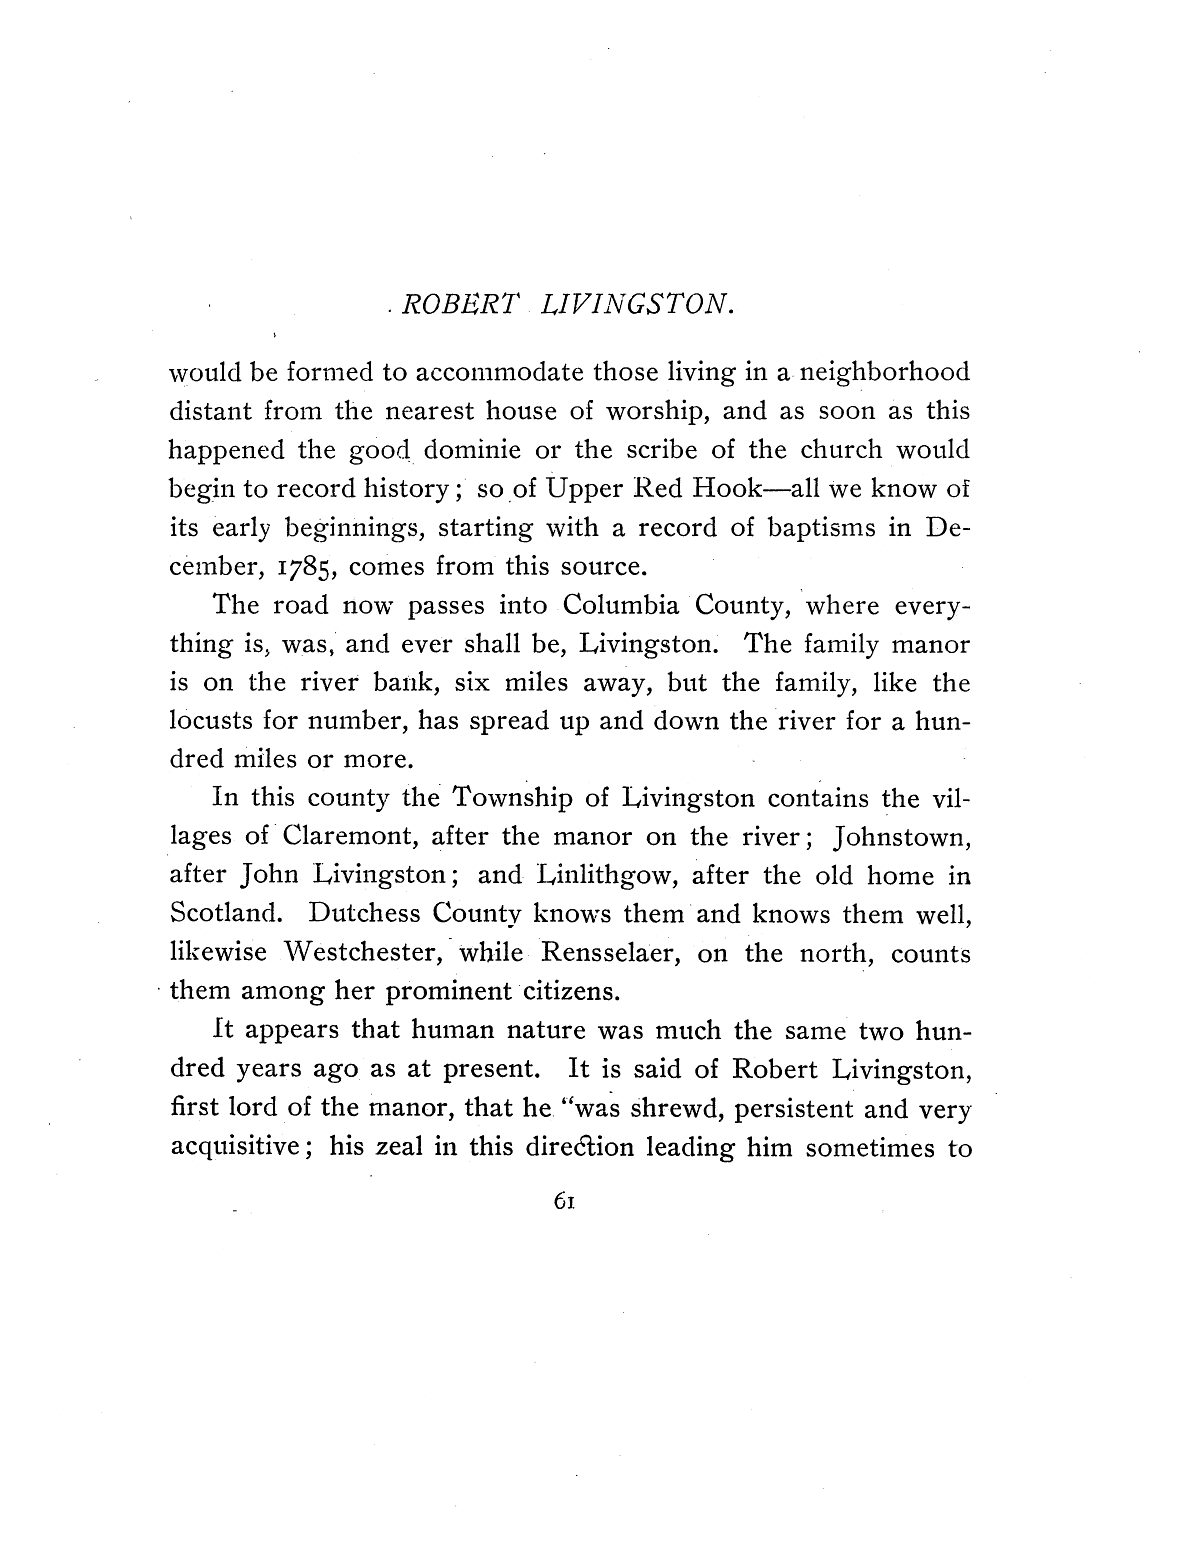 ROBERT LIVINGSTON.
would be formed to accommodate those living in a neighborhood
distant from the nearest house of worship, and as soon as this
happened the good dominie or the scribe of the church would
begin to record history; so of Upper Red Hook—all we know of
its early beginnings, starting with a record of baptisms in De-
cember, 1785, comes from this source.
The road now passes into Columbia County, where every-
thing is, was, and ever shall be, Livingston. The family manor
is on the river bank, six miles away, but the family, like the
locusts for number, has spread up and down the river for a hun-
dred miles or more.
In this county the Township of Livingston contains the vil-
lages of Claremont, after the manor on the river; Johnstown,
after John Livingston; and Linlithgow, after the old home in
Scotland. Dutchess County knows them and knows them well,
likewise Westchester, while Rensselaer, on the north, counts
them among her prominent citizens.
It appears that human nature was much the same two hun-
dred years ago as at present. It is said of Robert Livingston,
first lord of the manor, that he "was shrewd, persistent and very
acquisitive; his zeal in this direction leading him sometimes to
61